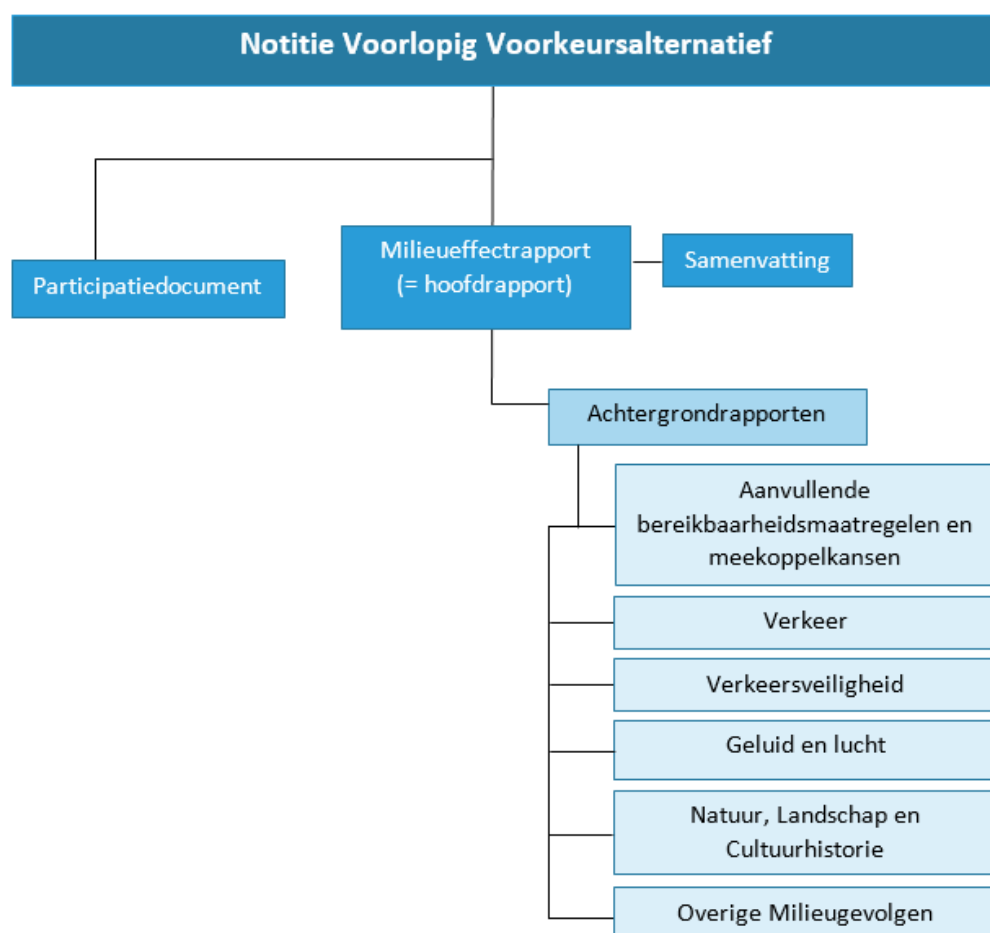 Notitie Voorlopig Voorkeursalternatief
Participatiedocument
Milieueffectrapport
(= hoofdrapport)
Samenvatting
Achtergrondrapporten
Aanvullende
bereikbaarheidsmaatregelen en
meekoppelkansen
Verkeer
Verkeersveiligheid
Geluid en lucht
Natuur, Landschap en
Cultuurhistorie
Overige Milieugevolgen